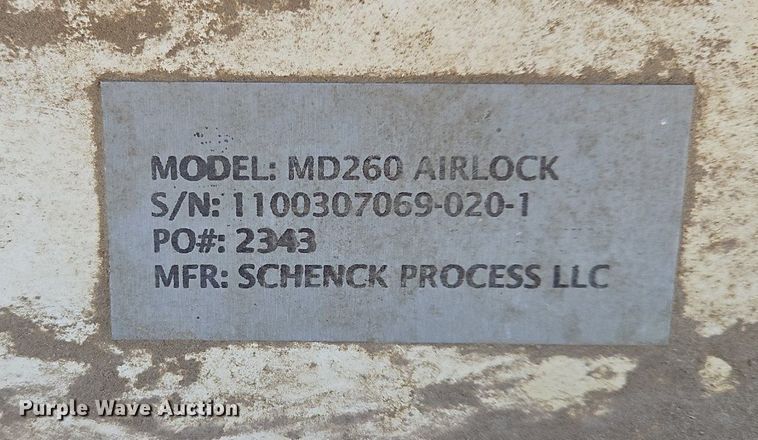 MODEL: MD260 AIRLOCK
S/N: 1100307069-020-1
PO#: 2343
MFR: SCHENCK PROCESS LLC
Purple Wave Auction